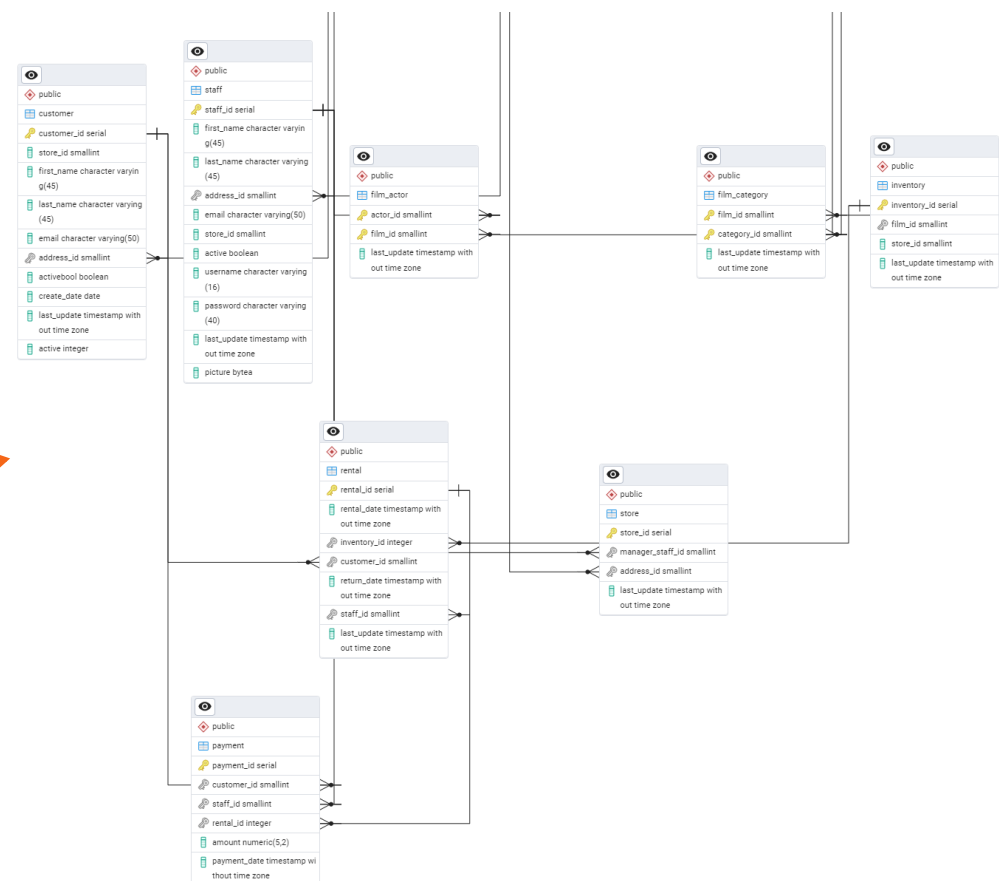 public
customer
customer_id serial
store_id smallint
first_name character varyin
g(45)
last_name character varying
(45)
email character varying(50)
address_id smallint
activebool boolean
create_date date
last_update timestamp with
out time zone
active integer
public
staff
staff_id serial
first_name character varyin
g(45)
last_name character varying
(45)
address_id smallint
email character varying(50)
store_id smallint
active boolean
username character varying
(16)
password character varying
(40)
last_update timestamp with
out time zone
picture bytea
public
film_actor
actor_id smallint
film_id smallint
last_update timestamp with
out time zone
public
film_category
film_id smallint
category_id smallint
last_update timestamp with
out time zone
public
inventory
inventory_id serial
film_id smallint
store_id smallint
last_update timestamp with
out time zone
public
rental
rental_id serial
rental_date timestamp with
out time zone
inventory_id integer
customer_id smallint
return_date timestamp with
out time zone
staff_id smallint
last_update timestamp with
out time zone
public
store
store_id serial
manager_staff_id smallint
address_id smallint
last_update timestamp with
out time zone
public
payment
payment_id serial
customer_id smallint
staff_id smallint
rental_id integer
amount numeric(5,2)
payment_date timestamp wi
thout time zone